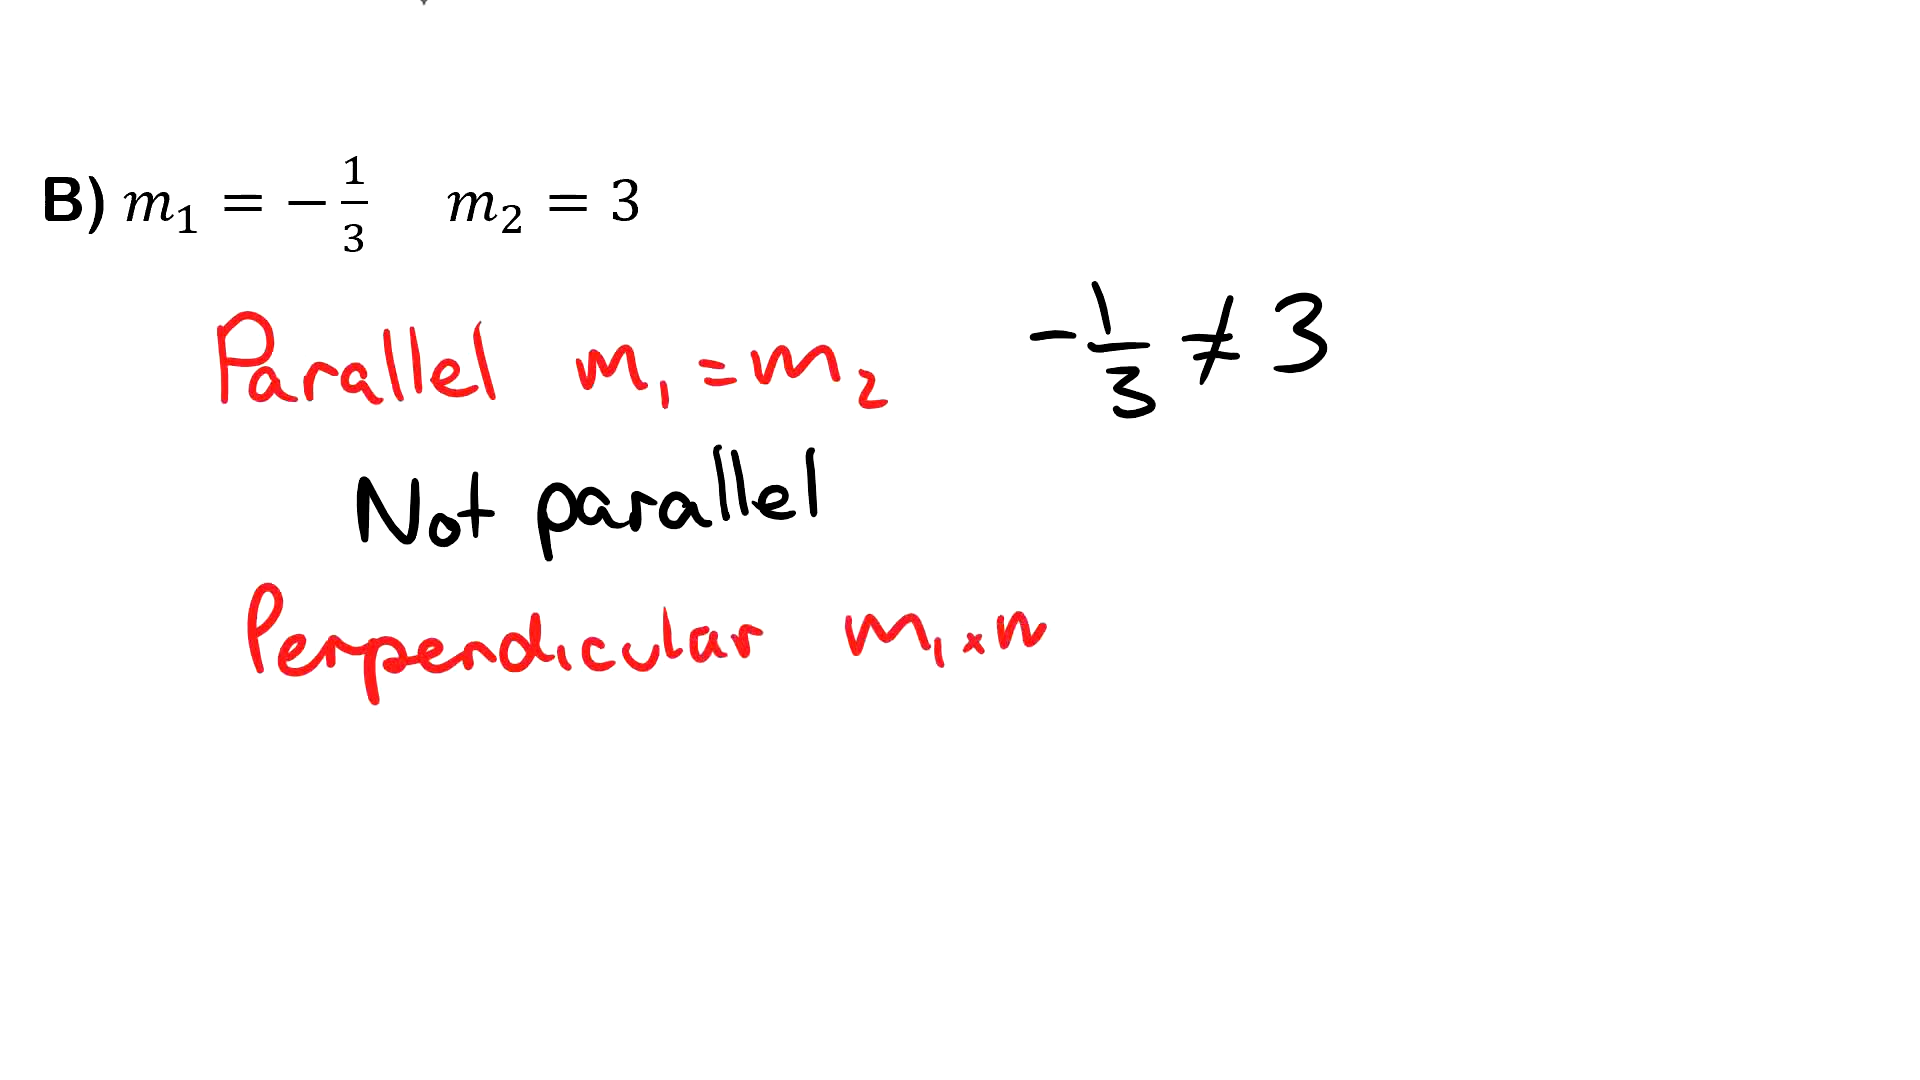 B) m₁ = −1/3 m₂ = 3
Parallel m₁ = m₂ -1/3 ≠ 3
Not parallel
Perpendicular m₁ × m